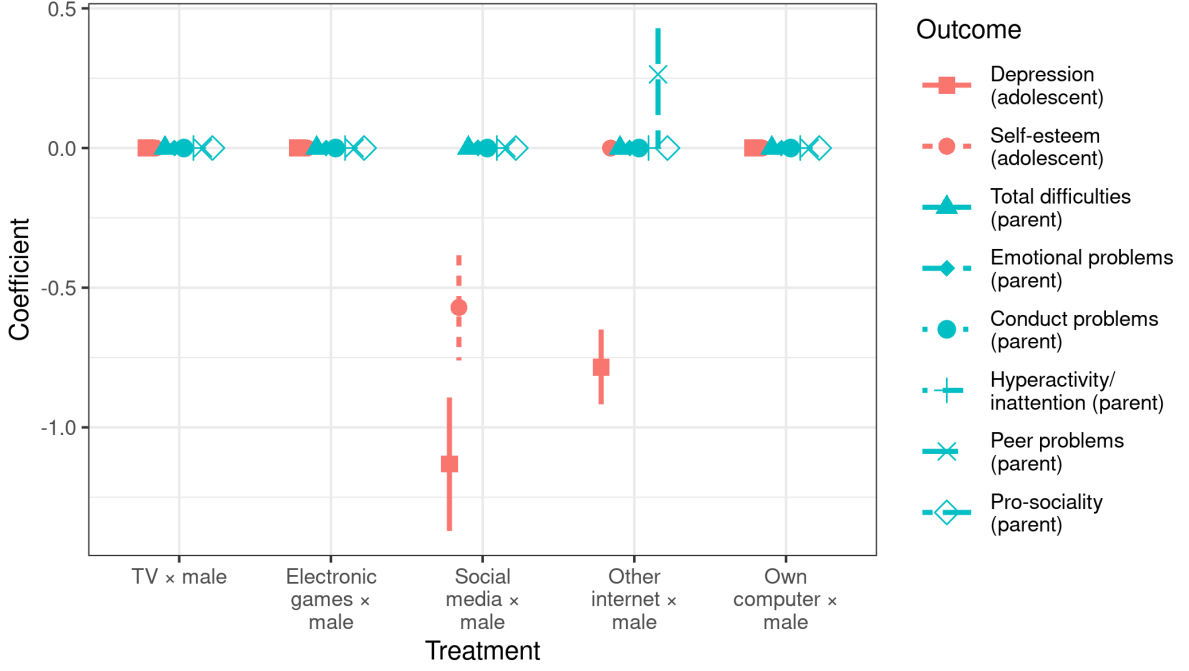 0.5
0.0
-0.5
-1.0
Coefficient
TV × male
Electronic
games ×
male
Social
media ×
male
Other
internet ×
male
Own
computer ×
male
Treatment
Outcome
Depression
(adolescent)
Self-esteem
(adolescent)
Total difficulties
(parent)
Emotional problems
(parent)
Conduct problems
(parent)
Hyperactivity/
inattention (parent)
Peer problems
(parent)
Pro-sociality
(parent)